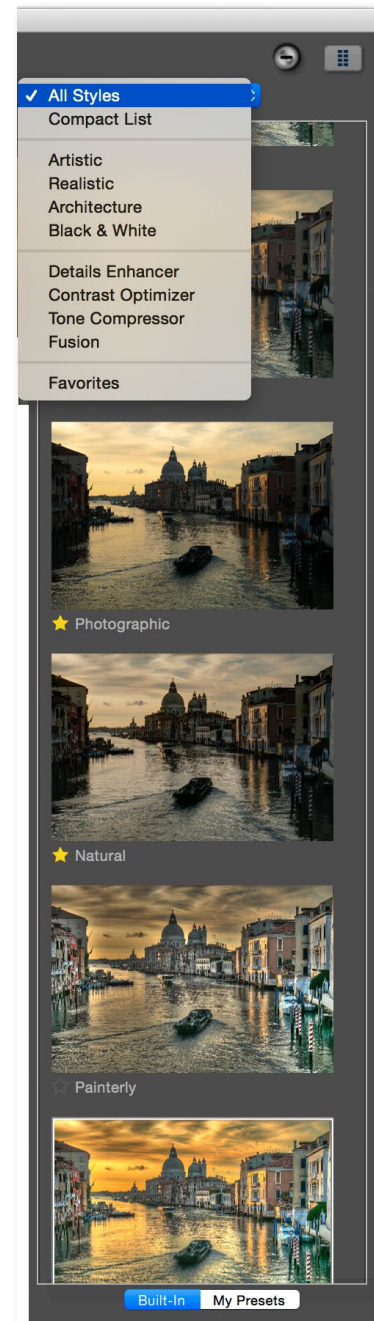 All Styles
Compact List
Artistic
Realistic
Architecture
Black & White
Details Enhancer
Contrast Optimizer
Tone Compressor
Fusion
Favorites
Photographic
Natural
Painterly
Built-In My Presets